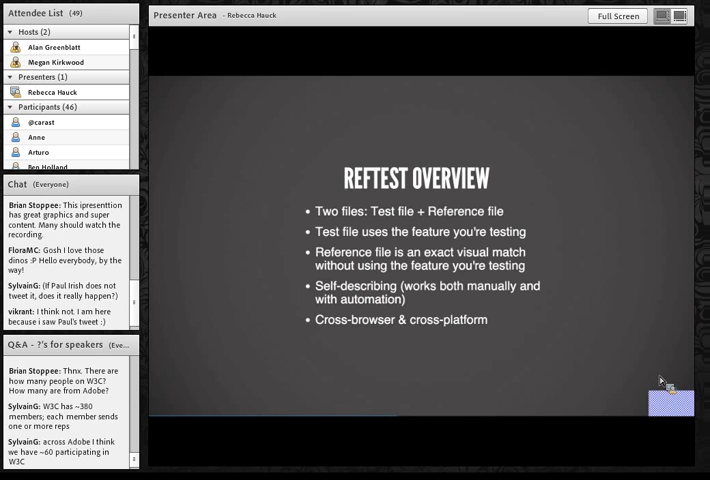 Attendee List (49)
Hosts (2)
Alan Greenblatt
Megan Kirkwood
Presenters (1)
Rebecca Hauck
Participants (46)
@carast
Anne
Arturo
Ben Holland
Chat (Everyone)
Brian Stoppee: This ipresenttion
has great graphics and super
content. Many should watch the
recording.
FloraMC: Gosh I love those
dinos :P Hello everybody, by the
way!
SylvainG: (If Paul Irish does not
tweet it, does it really happen?)
vikrant: I think not. I am here
because i saw Paul's tweet :)
Q&A - ?'s for speakers (Eve...
Brian Stoppee: Thnx. There are
how many people on W3C?
How many are from Adobe?
SylvainG: W3C has ~380
members; each member sends
one or more reps
SylvainG: across Adobe I think
we have ~60 participating in
W3C
Presenter Area - Rebecca Hauck
Full Screen
REFTEST OVERVIEW
• Two files: Test file + Reference file
• Test file uses the feature you're testing
• Reference file is an exact visual match
without using the feature you're testing
• Self-describing (works both manually and
with automation)
• Cross-browser & cross-platform